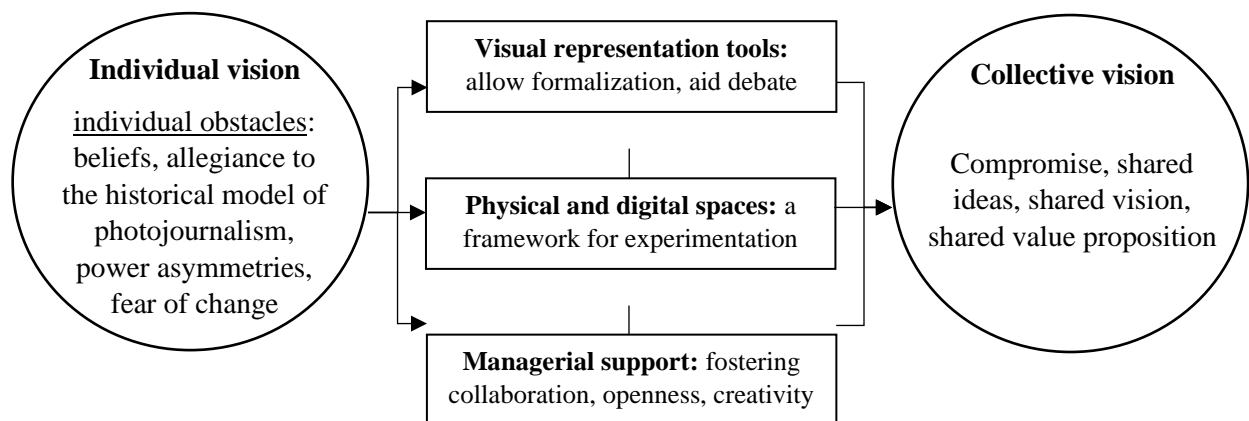 Individual vision
individual obstacles:
beliefs, allegiance to
the historical model of
photojournalism,
power asymmetries,
fear of change
Visual representation tools:
allow formalization, aid debate
Physical and digital spaces: a
framework for experimentation
Managerial support: fostering
collaboration, openness, creativity
Collective vision
Compromise, shared
ideas, shared vision,
shared value proposition